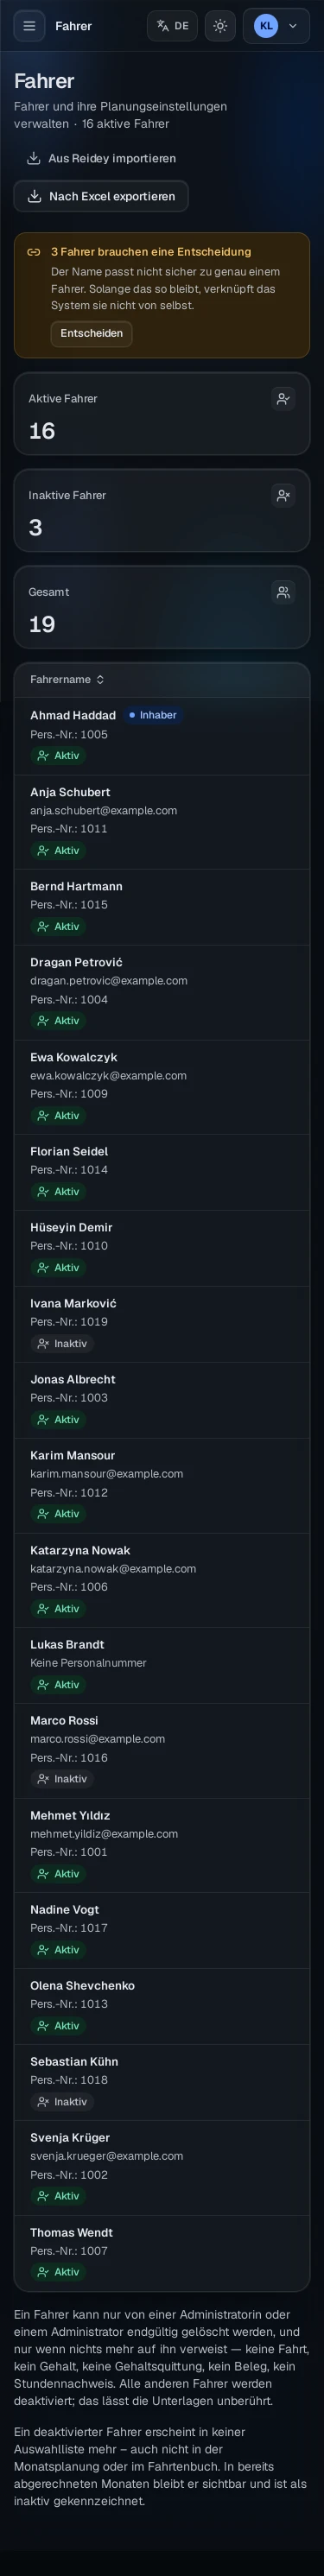 Fahrer
DE
KL
Fahrer
Fahrer und ihre Planungseinstellungen
verwalten · 16 aktive Fahrer
Aus Reidey importieren
Nach Excel exportieren
3 Fahrer brauchen eine Entscheidung
Der Name passt nicht sicher zu genau einem
Fahrer. Solange das so bleibt, verknüpft das
System sie nicht von selbst.
Entscheiden
Aktive Fahrer
16
Inaktive Fahrer
3
Gesamt
19
Fahrername
Ahmad Haddad Inhaber
Pers.-Nr.: 1005
Aktiv
Anja Schubert
anja.schubert@example.com
Pers.-Nr.: 1011
Aktiv
Bernd Hartmann
Pers.-Nr.: 1015
Aktiv
Dragan Petrović
dragan.petrovic@example.com
Pers.-Nr.: 1004
Aktiv
Ewa Kowalczyk
ewa.kowalczyk@example.com
Pers.-Nr.: 1009
Aktiv
Florian Seidel
Pers.-Nr.: 1014
Aktiv
Hüseyin Demir
Pers.-Nr.: 1010
Aktiv
Ivana Marković
Pers.-Nr.: 1019
Inaktiv
Jonas Albrecht
Pers.-Nr.: 1003
Aktiv
Karim Mansour
karim.mansour@example.com
Pers.-Nr.: 1012
Aktiv
Katarzyna Nowak
katarzyna.nowak@example.com
Pers.-Nr.: 1006
Aktiv
Lukas Brandt
Keine Personalnummer
Aktiv
Marco Rossi
marco.rossi@example.com
Pers.-Nr.: 1016
Inaktiv
Mehmet Yıldız
mehmet.yildiz@example.com
Pers.-Nr.: 1001
Aktiv
Nadine Vogt
Pers.-Nr.: 1017
Aktiv
Olena Shevchenko
Pers.-Nr.: 1013
Aktiv
Sebastian Kühn
Pers.-Nr.: 1018
Inaktiv
Svenja Krüger
svenja.krueger@example.com
Pers.-Nr.: 1002
Aktiv
Thomas Wendt
Pers.-Nr.: 1007
Aktiv
Ein Fahrer kann nur von einer Administratorin oder
einem Administrator endgültig gelöscht werden, und
nur wenn nichts mehr auf ihn verweist — keine Fahrt,
kein Gehalt, keine Gehaltsquittung, kein Beleg, kein
Stundennachweis. Alle anderen Fahrer werden
deaktiviert; das lässt die Unterlagen unberührt.
Ein deaktivierter Fahrer erscheint in keiner
Auswahlliste mehr – auch nicht in der
Monatsplanung oder im Fahrtenbuch. In bereits
abgerechneten Monaten bleibt er sichtbar und ist als
inaktiv gekennzeichnet.